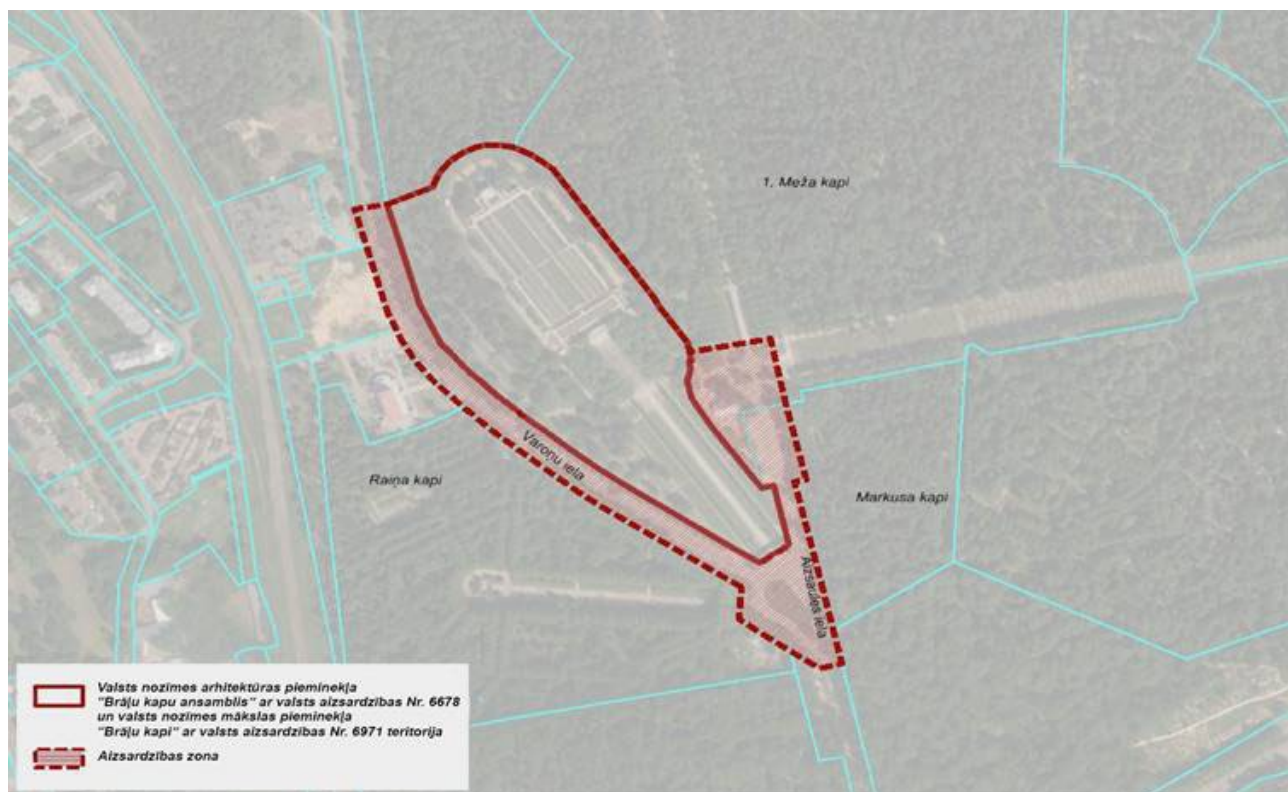 1. Meža kapi
Varoņu iela
Raiņa kapi
Markusa kapi
Aizsaules iela
Valsts nozīmes arhitektūras pieminekļa
"Brāļu kapu ansamblis" ar valsts aizsardzības Nr. 6678
un valsts nozīmes mākslas pieminekļa
"Brāļu kapi" ar valsts aizsardzības Nr. 6971 teritorija
Aizsardzības zona